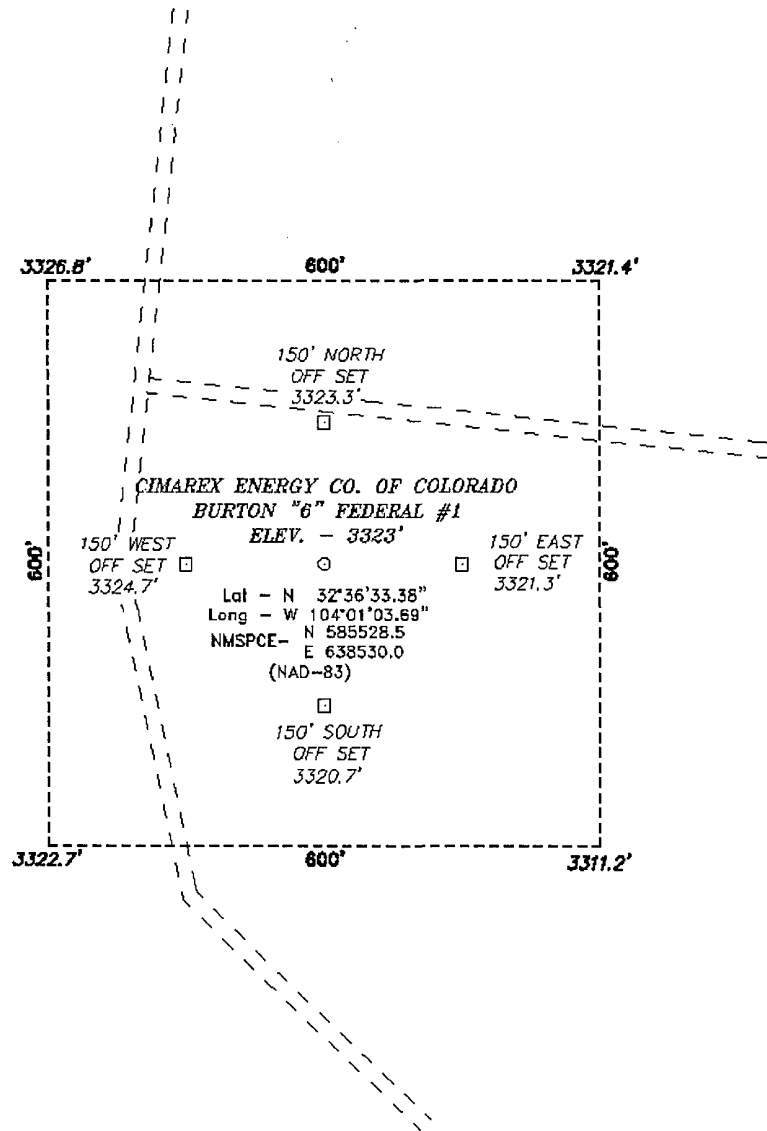 3326.8' 600' 3321.4'
150' NORTH
OFF SET
3323.3'
CIMAREX ENERGY CO. OF COLORADO
BURTON "6" FEDERAL #1
ELEV. - 3323'
600'
150' WEST
OFF SET
3324.7'
150' EAST
OFF SET
3321.3'
600'
Lat - N 32°36'33.38"
Long - W 104°01'03.69"
NMSPCE- N 585528.5
E 638530.0
(NAD-83)
150' SOUTH
OFF SET
3320.7'
3322.7' 600' 3311.2'